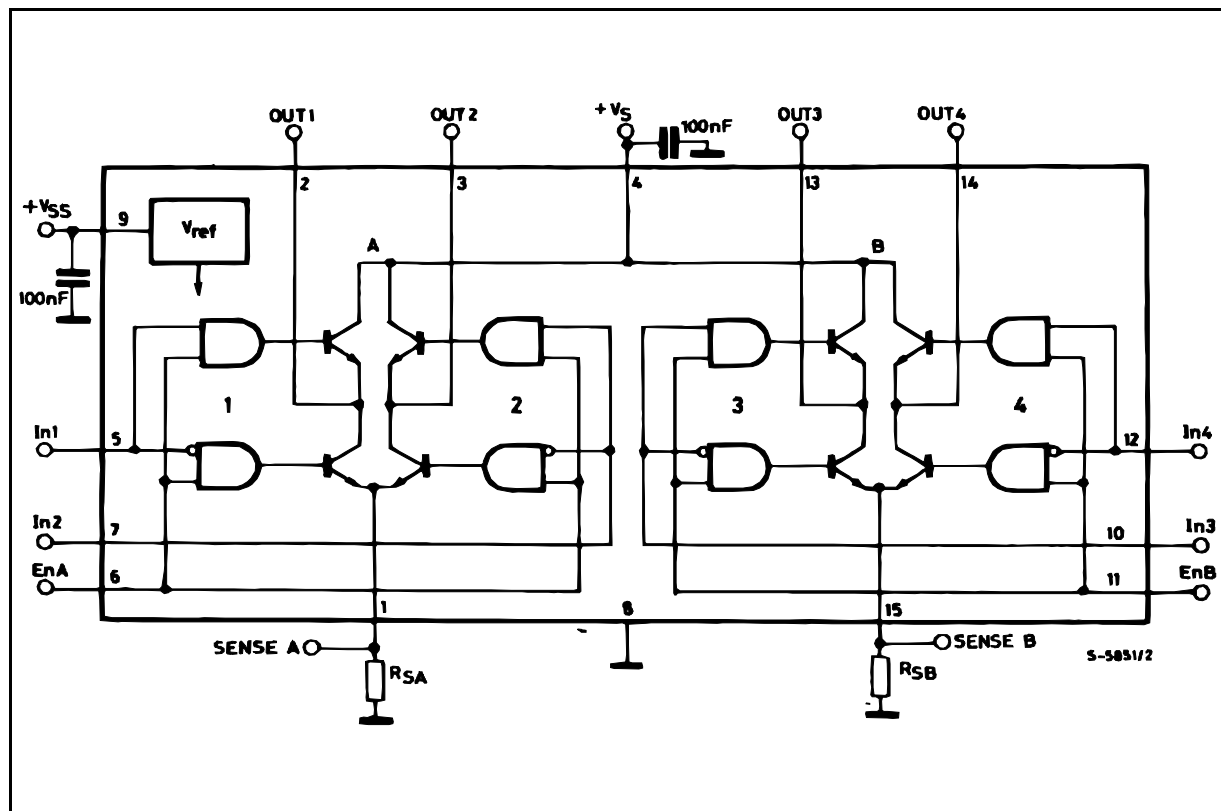 OUT1 OUT2 +VS 100nF OUT3 OUT4
2 3 4 13 14
+VSS 9 Vref
A B
100nF
1 2 3 4
In1 5 12 In4
In2 7 10 In3
EnA 6 11 EnB
1 8 15
SENSE A SENSE B
S-5851/2
RSA RSB